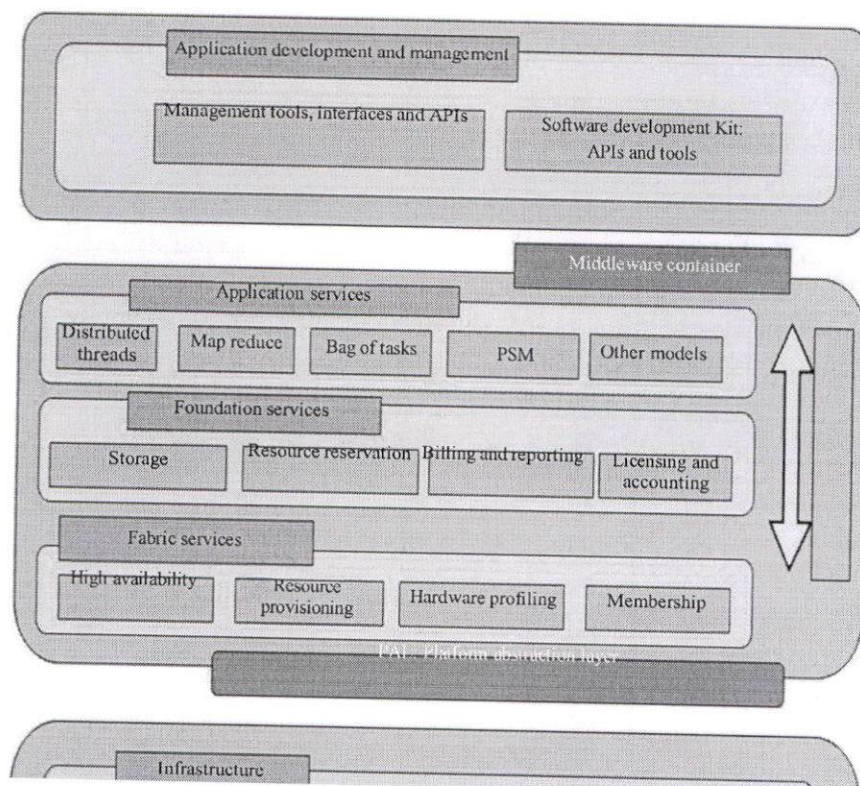 Application development and management
Management tools, interfaces and APIs
Software development Kit:
APIs and tools
Middleware container
Application services
Distributed
threads
Map reduce
Bag of tasks
PSM
Other models
Foundation services
Storage
Resource reservation
Billing and reporting
Licensing and
accounting
Fabric services
High availability
Resource
provisioning
Hardware profiling
Membership
PAL: Plaform abstruction layer
Infrastructure